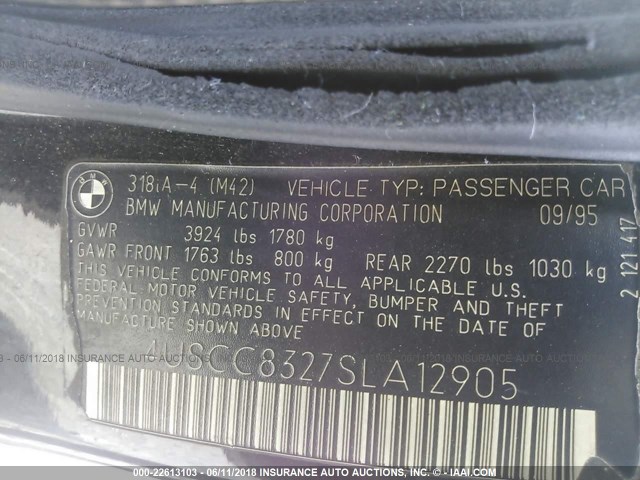 BMW
318iA-4 (M42) VEHICLE TYP: PASSENGER CAR
BMW MANUFACTURING CORPORATION 09/95
GVWR 3924 lbs 1780 kg
GAWR FRONT 1763 lbs 800 kg REAR 2270 lbs 1030 kg
THIS VEHICLE CONFORMS TO ALL APPLICABLE U.S.
FEDERAL MOTOR VEHICLE SAFETY, BUMPER AND THEFT
PREVENTION STANDARDS IN EFFECT ON THE DATE OF
MANUFACTURE SHOWN ABOVE
4USCC8327SLA12905
2 121 417
000-22613103 - 06/11/2018 INSURANCE AUTO AUCTIONS, INC. - © - IAAI.COM